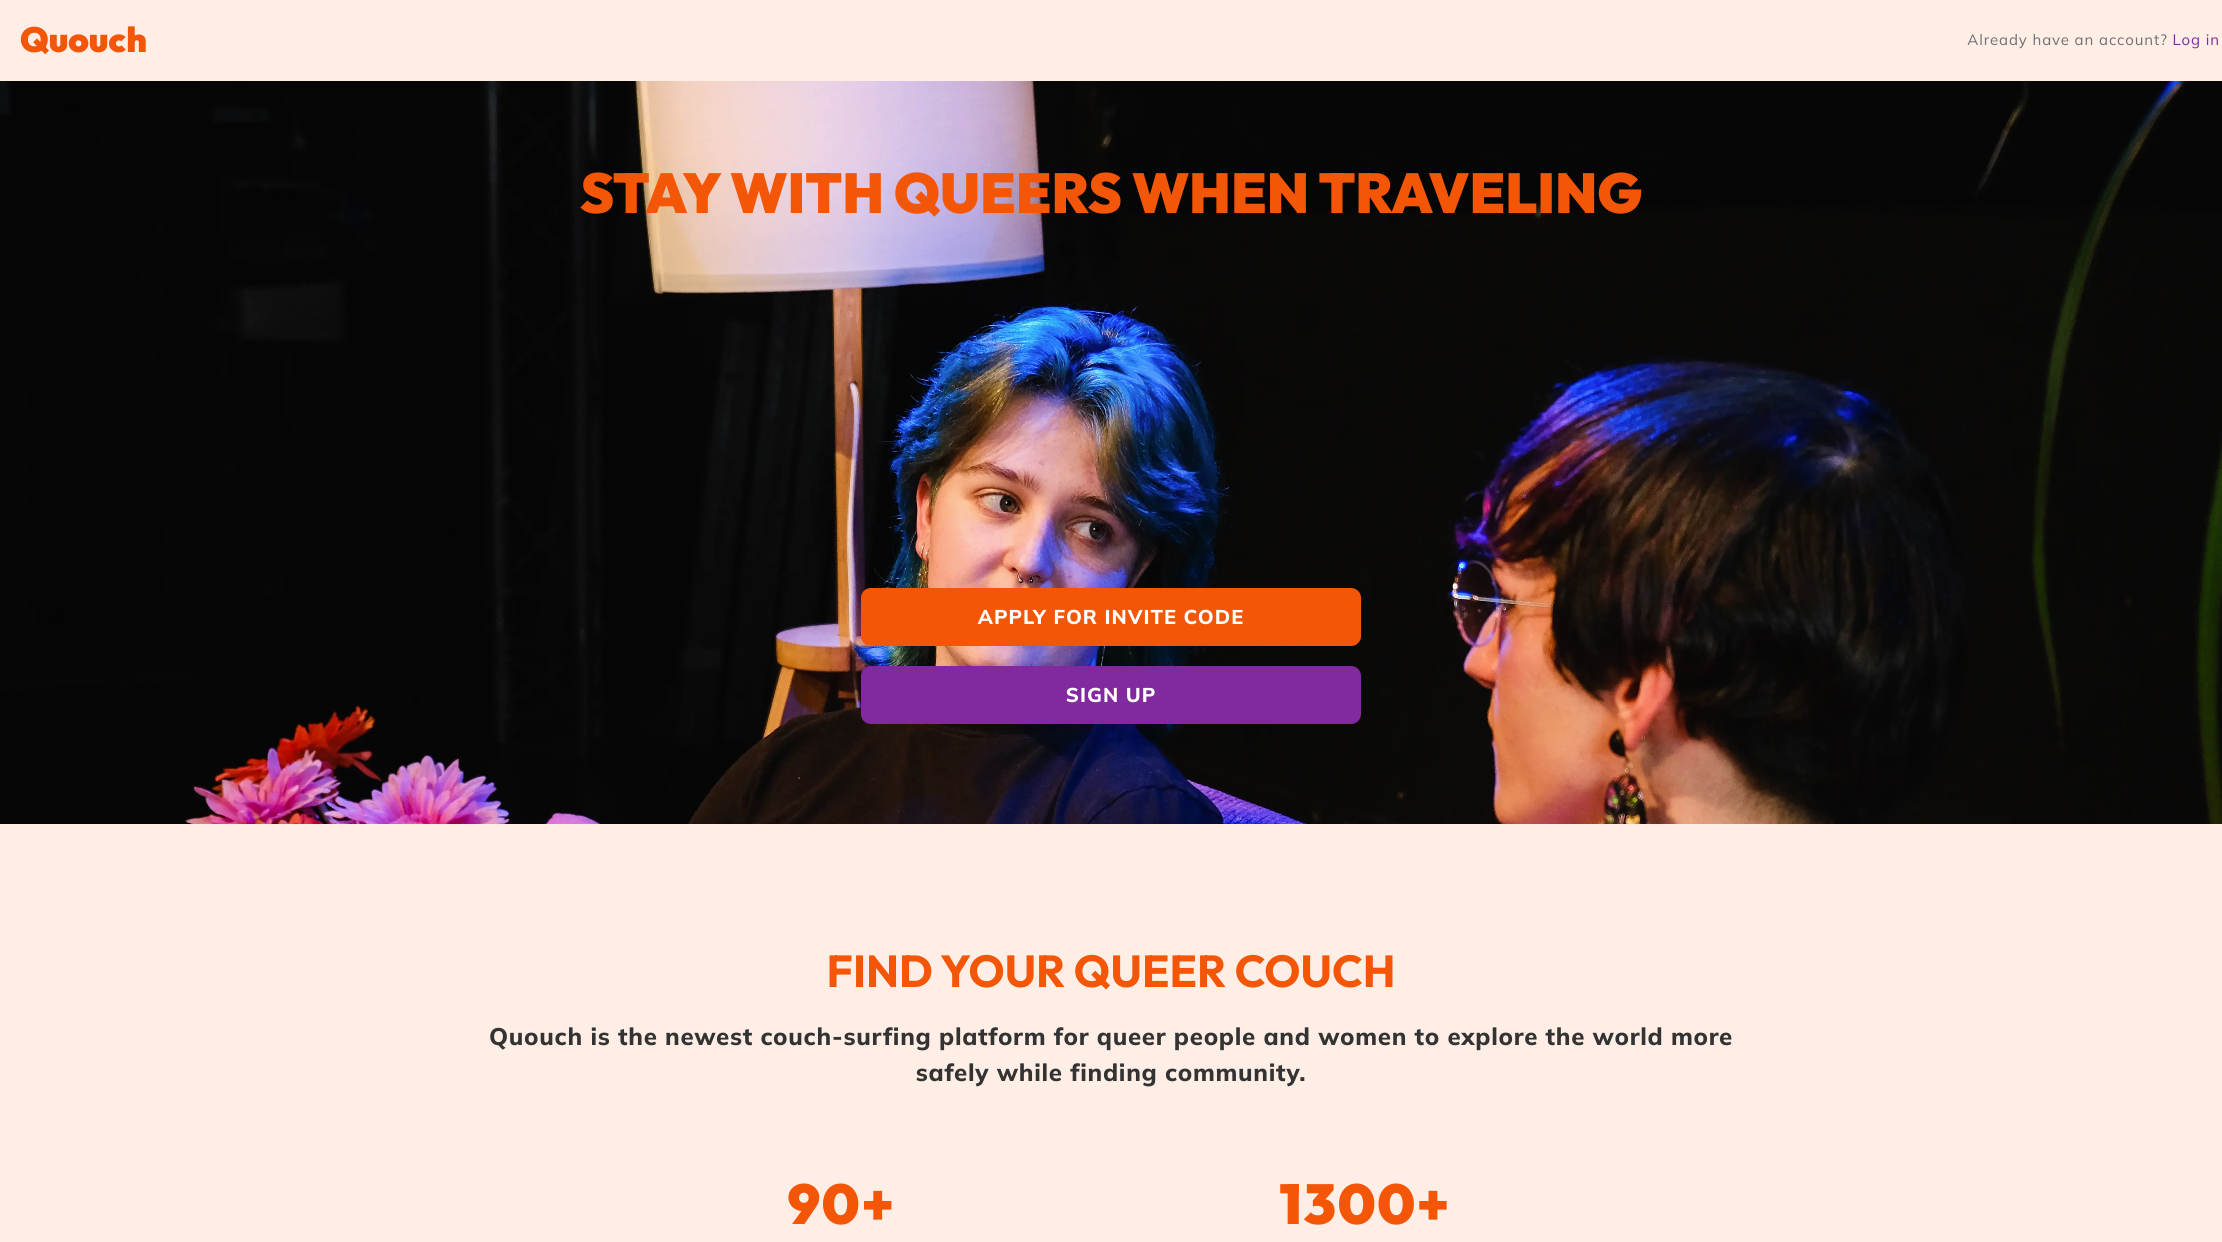 Quouch
Already have an account? Log in
STAY WITH QUEERS WHEN TRAVELING
APPLY FOR INVITE CODE
SIGN UP
FIND YOUR QUEER COUCH
Quouch is the newest couch-surfing platform for queer people and women to explore the world more
safely while finding community.
90+ 1300+